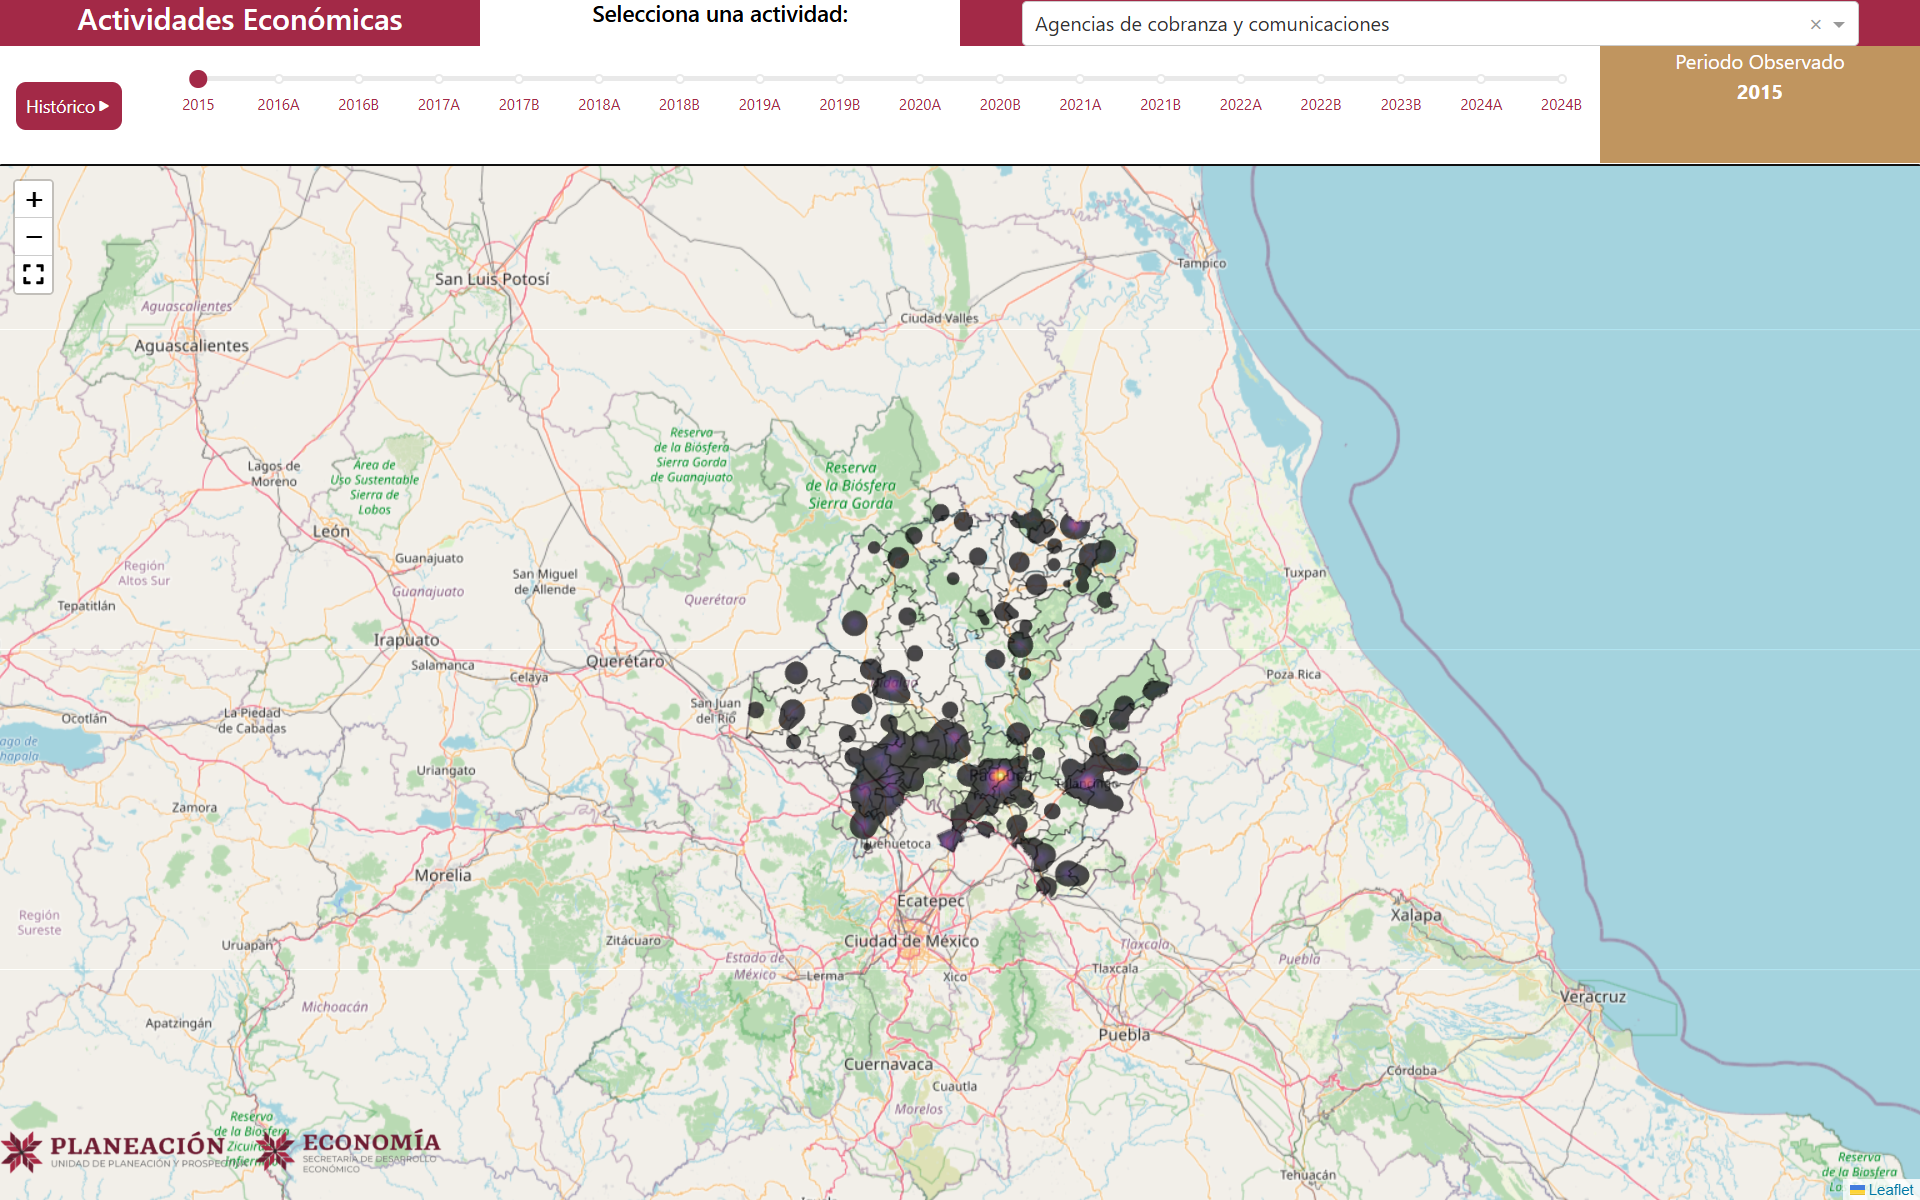 Actividades Económicas
Selecciona una actividad:
Agencias de cobranza y comunicaciones
Histórico
2015
2016A
2016B
2017A
2017B
2018A
2018B
2019A
2019B
2020A
2020B
2021A
2021B
2022A
2022B
2023B
2024A
2024B
Periodo Observado
2015
+
−
San Luis Potosí
Tampico
Aguascalientes
Ciudad Valles
Aguascalientes
Reserva
de la Biósfera
Sierra Gorda
de Guanajuato
Lagos de
Moreno
Área de
Uso Sustentable
Sierra de
Lobos
Reserva
de la Biósfera
Sierra Gorda
León
Guanajuato
Región
Altos Sur
San Miguel
de Allende
Guanajuato
Tuxpan
Tepatitlán
Querétaro
Irapuato
Salamanca
Querétaro
Celaya
Poza Rica
San Juan
del Río
Ocotlán
La Piedad
de Cabadas
Uriangato
Pachuca
Zamora
Huehuetoca
Morelia
Ecatepec
Xalapa
Región
Sureste
Uruapan
Zitácuaro
Ciudad de México
Tlaxcala
Estado de
México
Lerma
Xico
Tlaxcala
Puebla
Michoacán
Veracruz
Apatzingán
Puebla
Cuernavaca
Cuautla
Córdoba
Morelos
Reserva
de la Biosfera
PLANEACIÓN
UNIDAD DE PLANEACIÓN Y
ECONOMÍA
SECRETARÍA DE DESARROLLO
ECONÓMICO
Tehuacán
Reserva
de la Biosfera
Leaflet